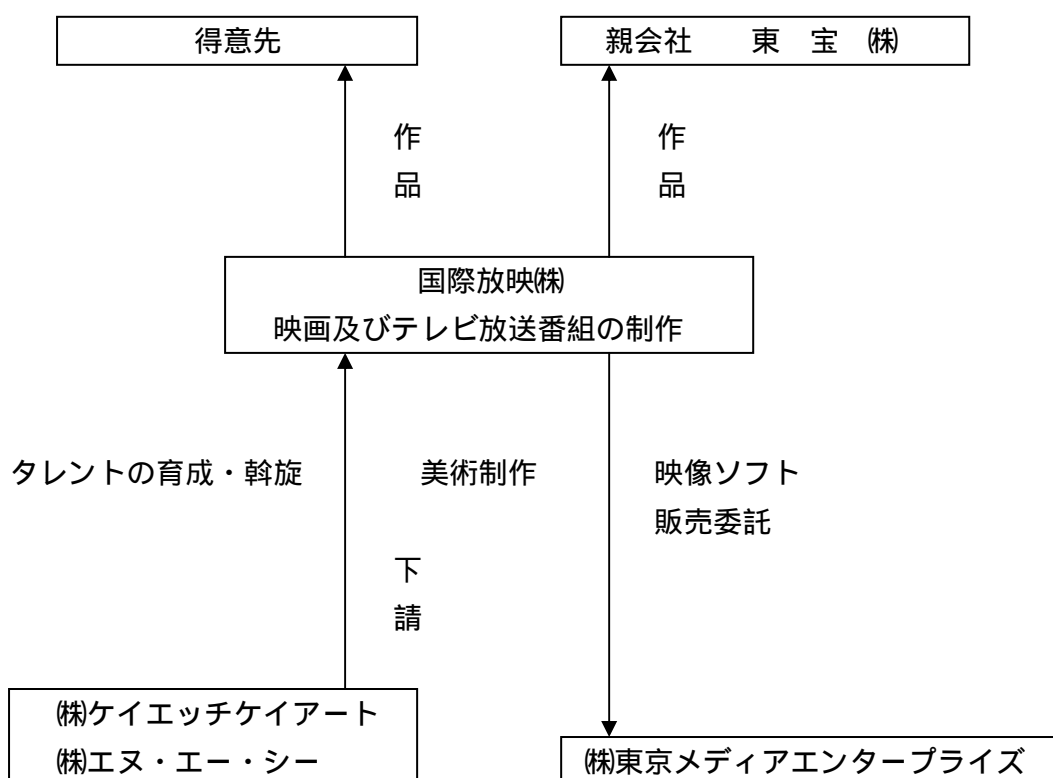 得意先
親会社 東 宝 ㈱
作品
作品
国際放映㈱
映画及びテレビ放送番組の制作
タレントの育成・斡旋
美術制作
映像ソフト
販売委託
下請
㈱ケイエッチケイアート
㈱エヌ・エー・シー
㈱東京メディアエンタープライズ